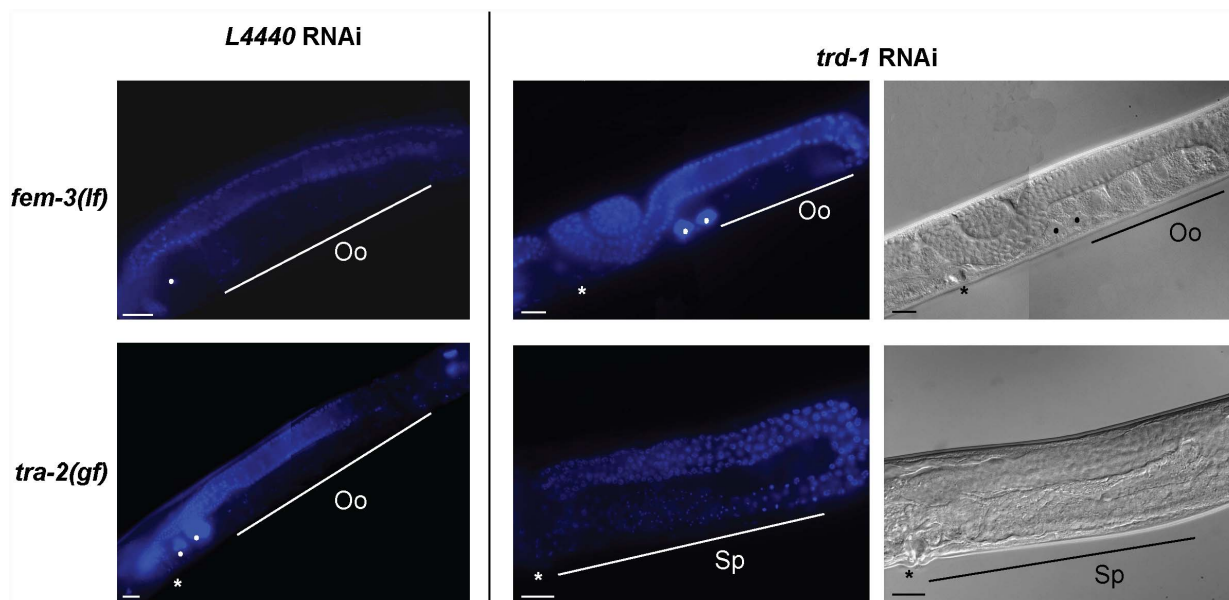 L4440 RNAi
trd-1 RNAi
fem-3(lf)
Oo
*
Oo
*
Oo
tra-2(gf)
*
Oo
*
Sp
*
Sp